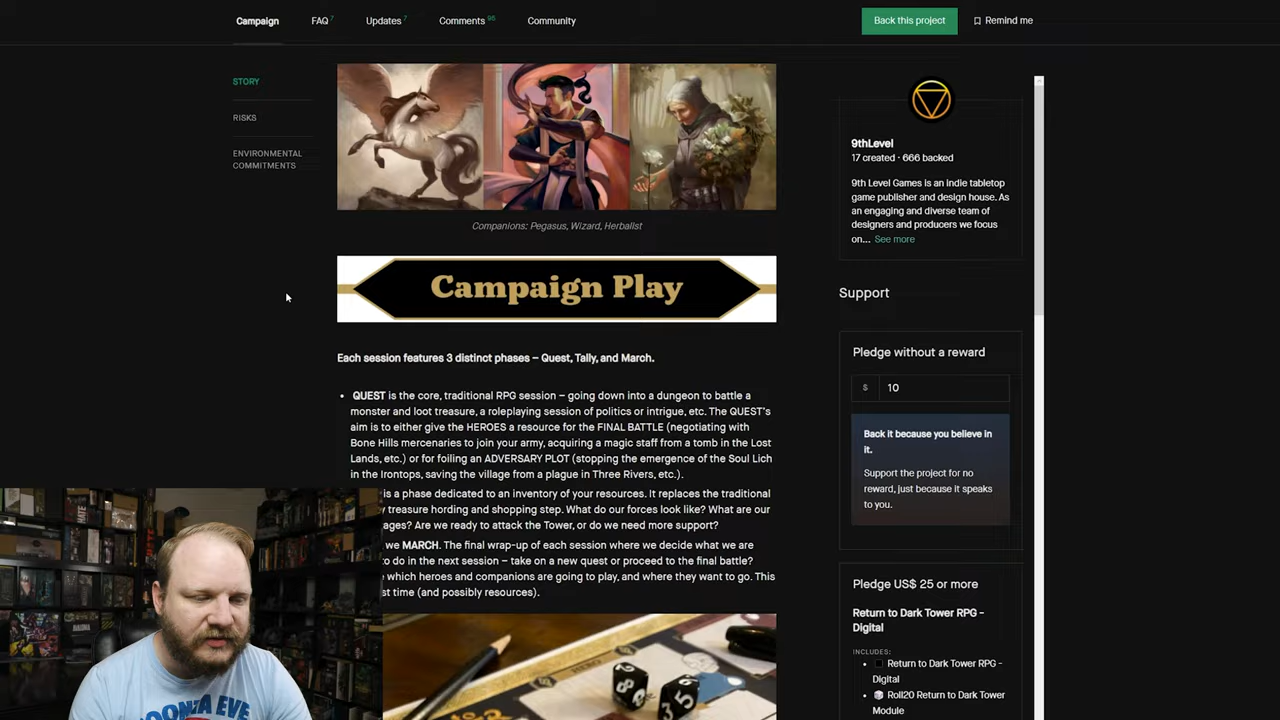 Campaign
FAQ 7
Updates 7
Comments 95
Community
Back this project
Remind me
STORY
RISKS
ENVIRONMENTAL
COMMITMENTS
Companions: Pegasus, Wizard, Herbalist
Campaign Play
Each session features 3 distinct phases – Quest, Tally, and March.
• QUEST is the core, traditional RPG session – going down into a dungeon to battle a
monster and loot treasure, a roleplaying session of politics or intrigue, etc. The QUEST's
aim is to either give the HEROES a resource for the FINAL BATTLE (negotiating with
Bone Hills mercenaries to join your army, acquiring a magic staff from a tomb in the Lost
Lands, etc.) or for foiling an ADVERSARY PLOT (stopping the emergence of the Soul Lich
in the Irontops, saving the village from a plague in Three Rivers, etc.).
is a phase dedicated to an inventory of your resources. It replaces the traditional
treasure hording and shopping step. What do our forces look like? What are our
ages? Are we ready to attack the Tower, or do we need more support?
we MARCH. The final wrap-up of each session where we decide what we are
to do in the next session – take on a new quest or proceed to the final battle?
which heroes and companions are going to play, and where they want to go. This
st time (and possibly resources).
9thLevel
17 created · 666 backed
9th Level Games is an indie tabletop
game publisher and design house. As
an engaging and diverse team of
designers and producers we focus
on... See more
Support
Pledge without a reward
$ 10
Back it because you believe in
it.
Support the project for no
reward, just because it speaks
to you.
Pledge US$ 25 or more
Return to Dark Tower RPG -
Digital
INCLUDES:
• Return to Dark Tower RPG -
Digital
• Roll20 Return to Dark Tower
Module